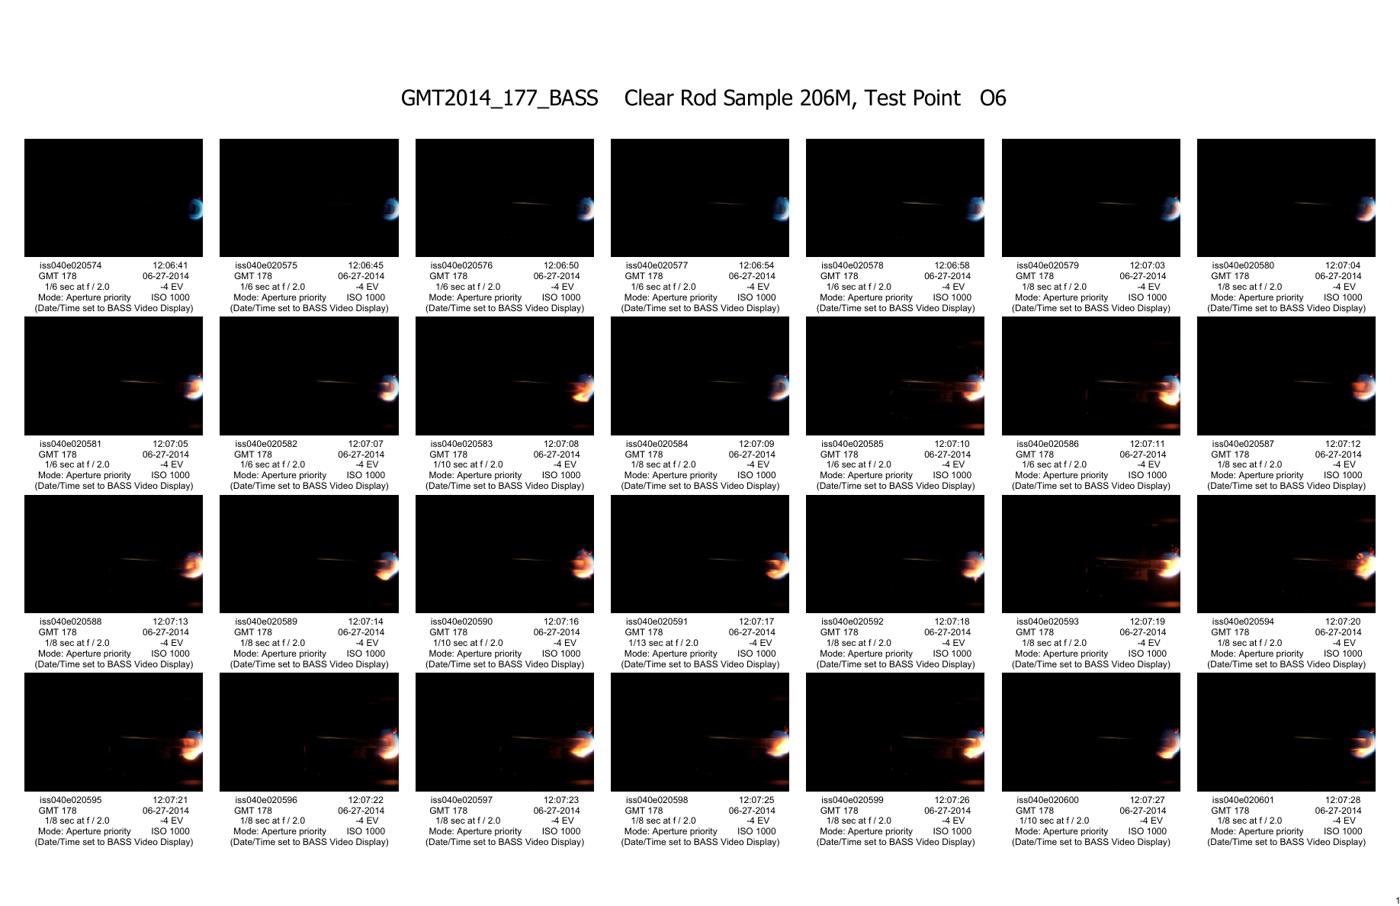 GMT2014_177_BASS Clear Rod Sample 206M, Test Point O6
iss040e020574 12:06:41 iss040e020575 12:06:45 iss040e020576 12:06:50 iss040e020577 12:06:54 iss040e020578 12:06:58 iss040e020579 12:07:03 iss040e020580 12:07:04
GMT 178 06-27-2014 GMT 178 06-27-2014 GMT 178 06-27-2014 GMT 178 06-27-2014 GMT 178 06-27-2014 GMT 178 06-27-2014 GMT 178 06-27-2014
1/6 sec at f / 2.0 -4 EV 1/6 sec at f / 2.0 -4 EV 1/6 sec at f / 2.0 -4 EV 1/6 sec at f / 2.0 -4 EV 1/6 sec at f / 2.0 -4 EV 1/8 sec at f / 2.0 -4 EV 1/8 sec at f / 2.0 -4 EV
Mode: Aperture priority ISO 1000 Mode: Aperture priority ISO 1000 Mode: Aperture priority ISO 1000 Mode: Aperture priority ISO 1000 Mode: Aperture priority ISO 1000 Mode: Aperture priority ISO 1000 Mode: Aperture priority ISO 1000
(Date/Time set to BASS Video Display) (Date/Time set to BASS Video Display) (Date/Time set to BASS Video Display) (Date/Time set to BASS Video Display) (Date/Time set to BASS Video Display) (Date/Time set to BASS Video Display) (Date/Time set to BASS Video Display)
iss040e020581 12:07:05 iss040e020582 12:07:07 iss040e020583 12:07:08 iss040e020584 12:07:09 iss040e020585 12:07:10 iss040e020586 12:07:11 iss040e020587 12:07:12
GMT 178 06-27-2014 GMT 178 06-27-2014 GMT 178 06-27-2014 GMT 178 06-27-2014 GMT 178 06-27-2014 GMT 178 06-27-2014 GMT 178 06-27-2014
1/6 sec at f / 2.0 -4 EV 1/6 sec at f / 2.0 -4 EV 1/10 sec at f / 2.0 -4 EV 1/8 sec at f / 2.0 -4 EV 1/6 sec at f / 2.0 -4 EV 1/6 sec at f / 2.0 -4 EV 1/8 sec at f / 2.0 -4 EV
Mode: Aperture priority ISO 1000 Mode: Aperture priority ISO 1000 Mode: Aperture priority ISO 1000 Mode: Aperture priority ISO 1000 Mode: Aperture priority ISO 1000 Mode: Aperture priority ISO 1000 Mode: Aperture priority ISO 1000
(Date/Time set to BASS Video Display) (Date/Time set to BASS Video Display) (Date/Time set to BASS Video Display) (Date/Time set to BASS Video Display) (Date/Time set to BASS Video Display) (Date/Time set to BASS Video Display) (Date/Time set to BASS Video Display)
iss040e020588 12:07:13 iss040e020589 12:07:14 iss040e020590 12:07:16 iss040e020591 12:07:17 iss040e020592 12:07:18 iss040e020593 12:07:19 iss040e020594 12:07:20
GMT 178 06-27-2014 GMT 178 06-27-2014 GMT 178 06-27-2014 GMT 178 06-27-2014 GMT 178 06-27-2014 GMT 178 06-27-2014 GMT 178 06-27-2014
1/8 sec at f / 2.0 -4 EV 1/8 sec at f / 2.0 -4 EV 1/10 sec at f / 2.0 -4 EV 1/13 sec at f / 2.0 -4 EV 1/8 sec at f / 2.0 -4 EV 1/8 sec at f / 2.0 -4 EV 1/8 sec at f / 2.0 -4 EV
Mode: Aperture priority ISO 1000 Mode: Aperture priority ISO 1000 Mode: Aperture priority ISO 1000 Mode: Aperture priority ISO 1000 Mode: Aperture priority ISO 1000 Mode: Aperture priority ISO 1000 Mode: Aperture priority ISO 1000
(Date/Time set to BASS Video Display) (Date/Time set to BASS Video Display) (Date/Time set to BASS Video Display) (Date/Time set to BASS Video Display) (Date/Time set to BASS Video Display) (Date/Time set to BASS Video Display) (Date/Time set to BASS Video Display)
iss040e020595 12:07:21 iss040e020596 12:07:22 iss040e020597 12:07:23 iss040e020598 12:07:25 iss040e020599 12:07:26 iss040e020600 12:07:27 iss040e020601 12:07:28
GMT 178 06-27-2014 GMT 178 06-27-2014 GMT 178 06-27-2014 GMT 178 06-27-2014 GMT 178 06-27-2014 GMT 178 06-27-2014 GMT 178 06-27-2014
1/8 sec at f / 2.0 -4 EV 1/8 sec at f / 2.0 -4 EV 1/8 sec at f / 2.0 -4 EV 1/8 sec at f / 2.0 -4 EV 1/8 sec at f / 2.0 -4 EV 1/10 sec at f / 2.0 -4 EV 1/8 sec at f / 2.0 -4 EV
Mode: Aperture priority ISO 1000 Mode: Aperture priority ISO 1000 Mode: Aperture priority ISO 1000 Mode: Aperture priority ISO 1000 Mode: Aperture priority ISO 1000 Mode: Aperture priority ISO 1000 Mode: Aperture priority ISO 1000
(Date/Time set to BASS Video Display) (Date/Time set to BASS Video Display) (Date/Time set to BASS Video Display) (Date/Time set to BASS Video Display) (Date/Time set to BASS Video Display) (Date/Time set to BASS Video Display) (Date/Time set to BASS Video Display)